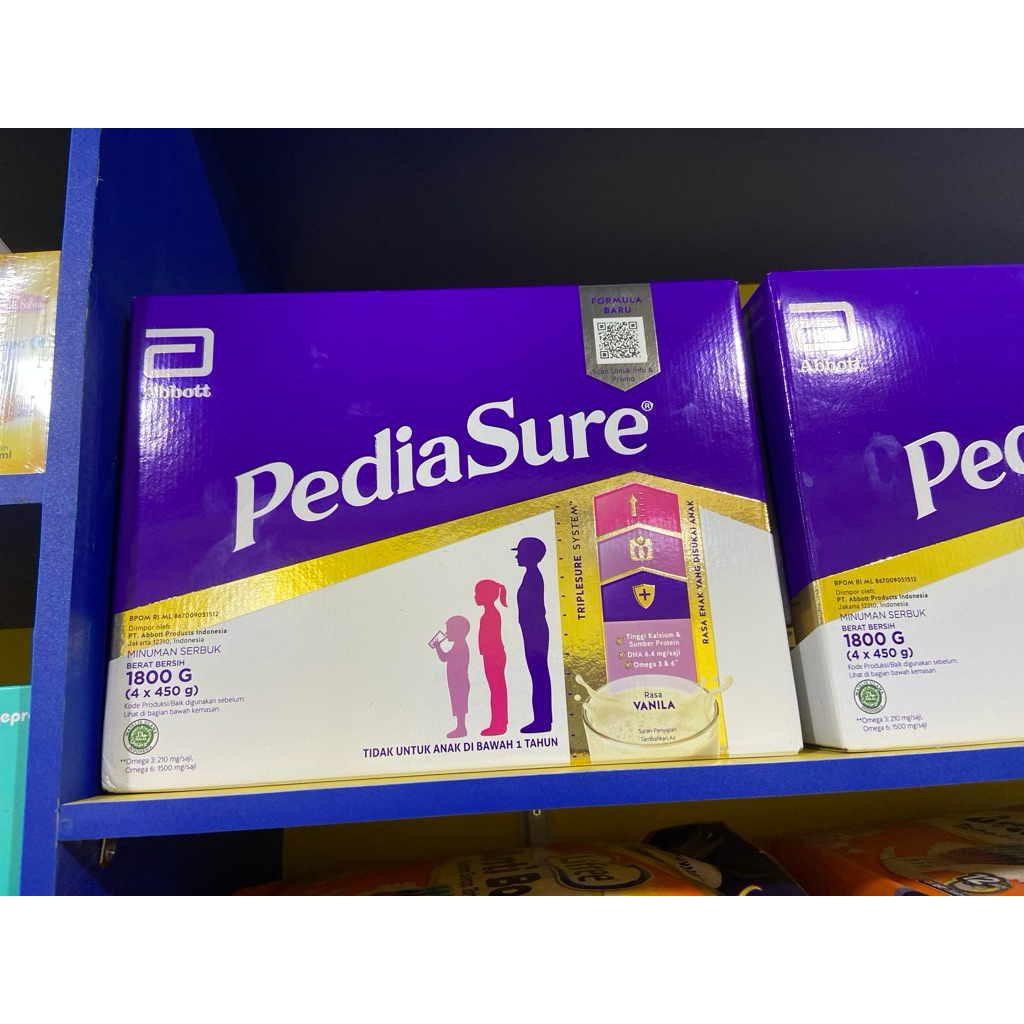 Abbott
FORMULA
BARU
Scan Untuk Info &
Promo
PediaSure®
TRIPLESURE SYSTEM™
RASA ENAK YANG DISUKAI ANAK
Tinggi Kalsium &
Sumber Protein
DHA 6.4 mg/saji
Omega 3 & 6**
Rasa
VANILA
Saran Penyajian
Tambahkan Air
BPOM RI ML 867009051512
Diimpor oleh:
PT. Abbott Products Indonesia
Jakarta 12310, Indonesia
MINUMAN SERBUK
BERAT BERSIH
1800 G
(4 x 450 g)
Kode Produksi/Baik digunakan sebelum:
Lihat di bagian bawah kemasan.
**Omega 3: 210 mg/saji,
Omega 6: 1500 mg/saji
TIDAK UNTUK ANAK DI BAWAH 1 TAHUN
Abbott
Ped
BPOM RI ML 867009051512
Diimpor oleh:
PT. Abbott Products Indonesia
Jakarta 12310, Indonesia
MINUMAN SERBUK
BERAT BERSIH
1800 G
(4 x 450 g)
Kode Produksi/Baik digunakan sebelum:
Lihat di bagian bawah kemasan.
**Omega 3: 210 mg/saji,
Omega 6: 1500 mg/saji
ml
epr